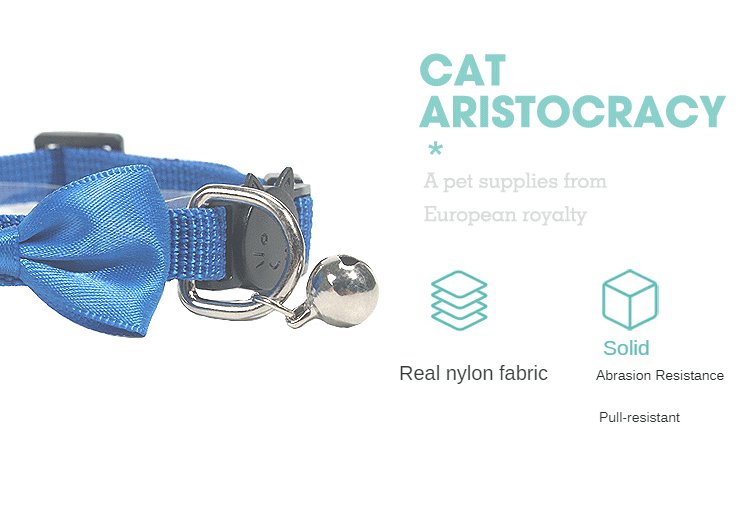 CAT
ARISTOCRACY
*
A pet supplies from
European royalty
Real nylon fabric
Solid
Abrasion Resistance
Pull-resistant